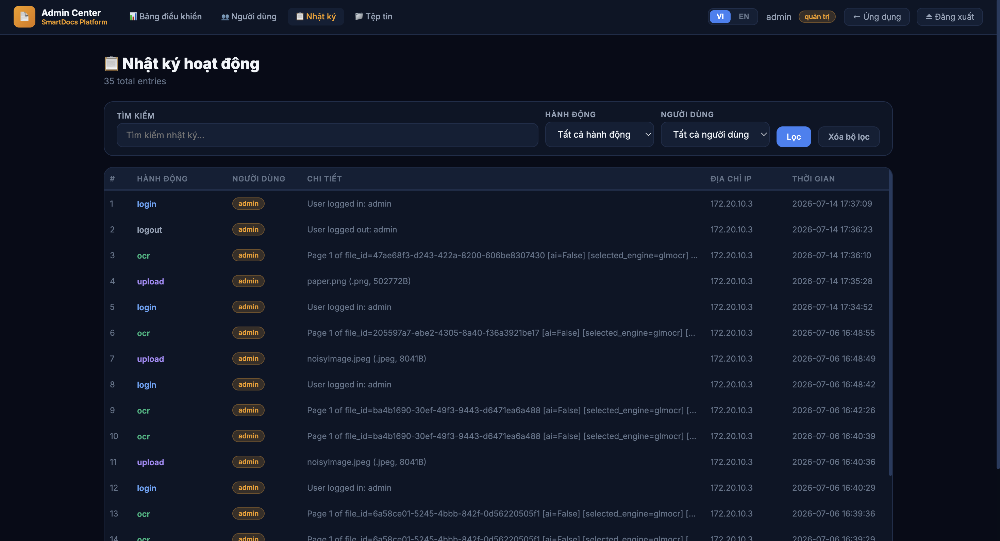 Admin Center
SmartDocs Platform
Bảng điều khiển
Người dùng
Nhật ký
Tệp tin
VI EN
admin
quản trị
← Ứng dụng
⏏ Đăng xuất
Nhật ký hoạt động
35 total entries
TÌM KIẾM
Tìm kiếm nhật ký...
HÀNH ĐỘNG
Tất cả hành động
NGƯỜI DÙNG
Tất cả người dùng
Lọc
Xóa bộ lọc
# HÀNH ĐỘNG NGƯỜI DÙNG CHI TIẾT ĐỊA CHỈ IP THỜI GIAN
1 login admin User logged in: admin 172.20.10.3 2026-07-14 17:37:09
2 logout admin User logged out: admin 172.20.10.3 2026-07-14 17:36:23
3 ocr admin Page 1 of file_id=47ae68f3-d243-422a-8200-606be8307430 [ai=False] [selected_engine=glmocr] ... 172.20.10.3 2026-07-14 17:36:10
4 upload admin paper.png (.png, 502772B) 172.20.10.3 2026-07-14 17:35:28
5 login admin User logged in: admin 172.20.10.3 2026-07-14 17:34:52
6 ocr admin Page 1 of file_id=205597a7-ebe2-4305-8a40-f36a3921be17 [ai=False] [selected_engine=glmocr] [... 172.20.10.3 2026-07-06 16:48:55
7 upload admin noisyImage.jpeg (.jpeg, 8041B) 172.20.10.3 2026-07-06 16:48:49
8 login admin User logged in: admin 172.20.10.3 2026-07-06 16:48:42
9 ocr admin Page 1 of file_id=ba4b1690-30ef-49f3-9443-d6471ea6a488 [ai=False] [selected_engine=glmocr] [... 172.20.10.3 2026-07-06 16:42:26
10 ocr admin Page 1 of file_id=ba4b1690-30ef-49f3-9443-d6471ea6a488 [ai=False] [selected_engine=glmocr] [... 172.20.10.3 2026-07-06 16:40:39
11 upload admin noisyImage.jpeg (.jpeg, 8041B) 172.20.10.3 2026-07-06 16:40:36
12 login admin User logged in: admin 172.20.10.3 2026-07-06 16:40:29
13 ocr admin Page 1 of file_id=6a58ce01-5245-4bbb-842f-0d56220505f1 [ai=False] [selected_engine=glmocr] [... 172.20.10.3 2026-07-06 16:39:36
14 ocr admin Page 1 of file_id=6a58ce01-5245-4bbb-842f-0d56220505f1 [ai=False] [selected_engine=glmocr] [... 172.20.10.3 2026-07-06 16:39:29